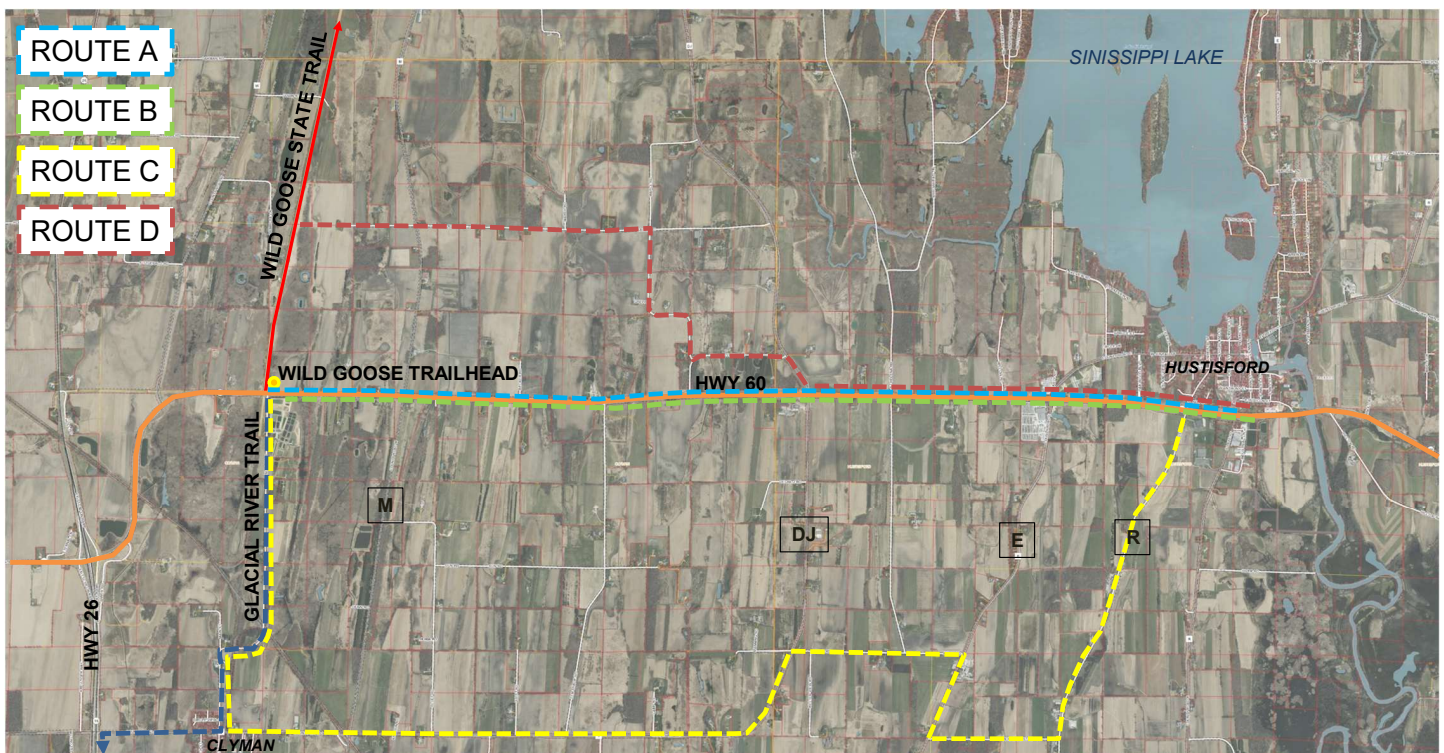 ROUTE A
ROUTE B
ROUTE C
ROUTE D
WILD GOOSE STATE TRAIL
SINISSIPPI LAKE
WILD GOOSE TRAILHEAD
HWY 60
HUSTISFORD
GLACIAL RIVER TRAIL
M
DJ
E
R
HWY 26
CLYMAN